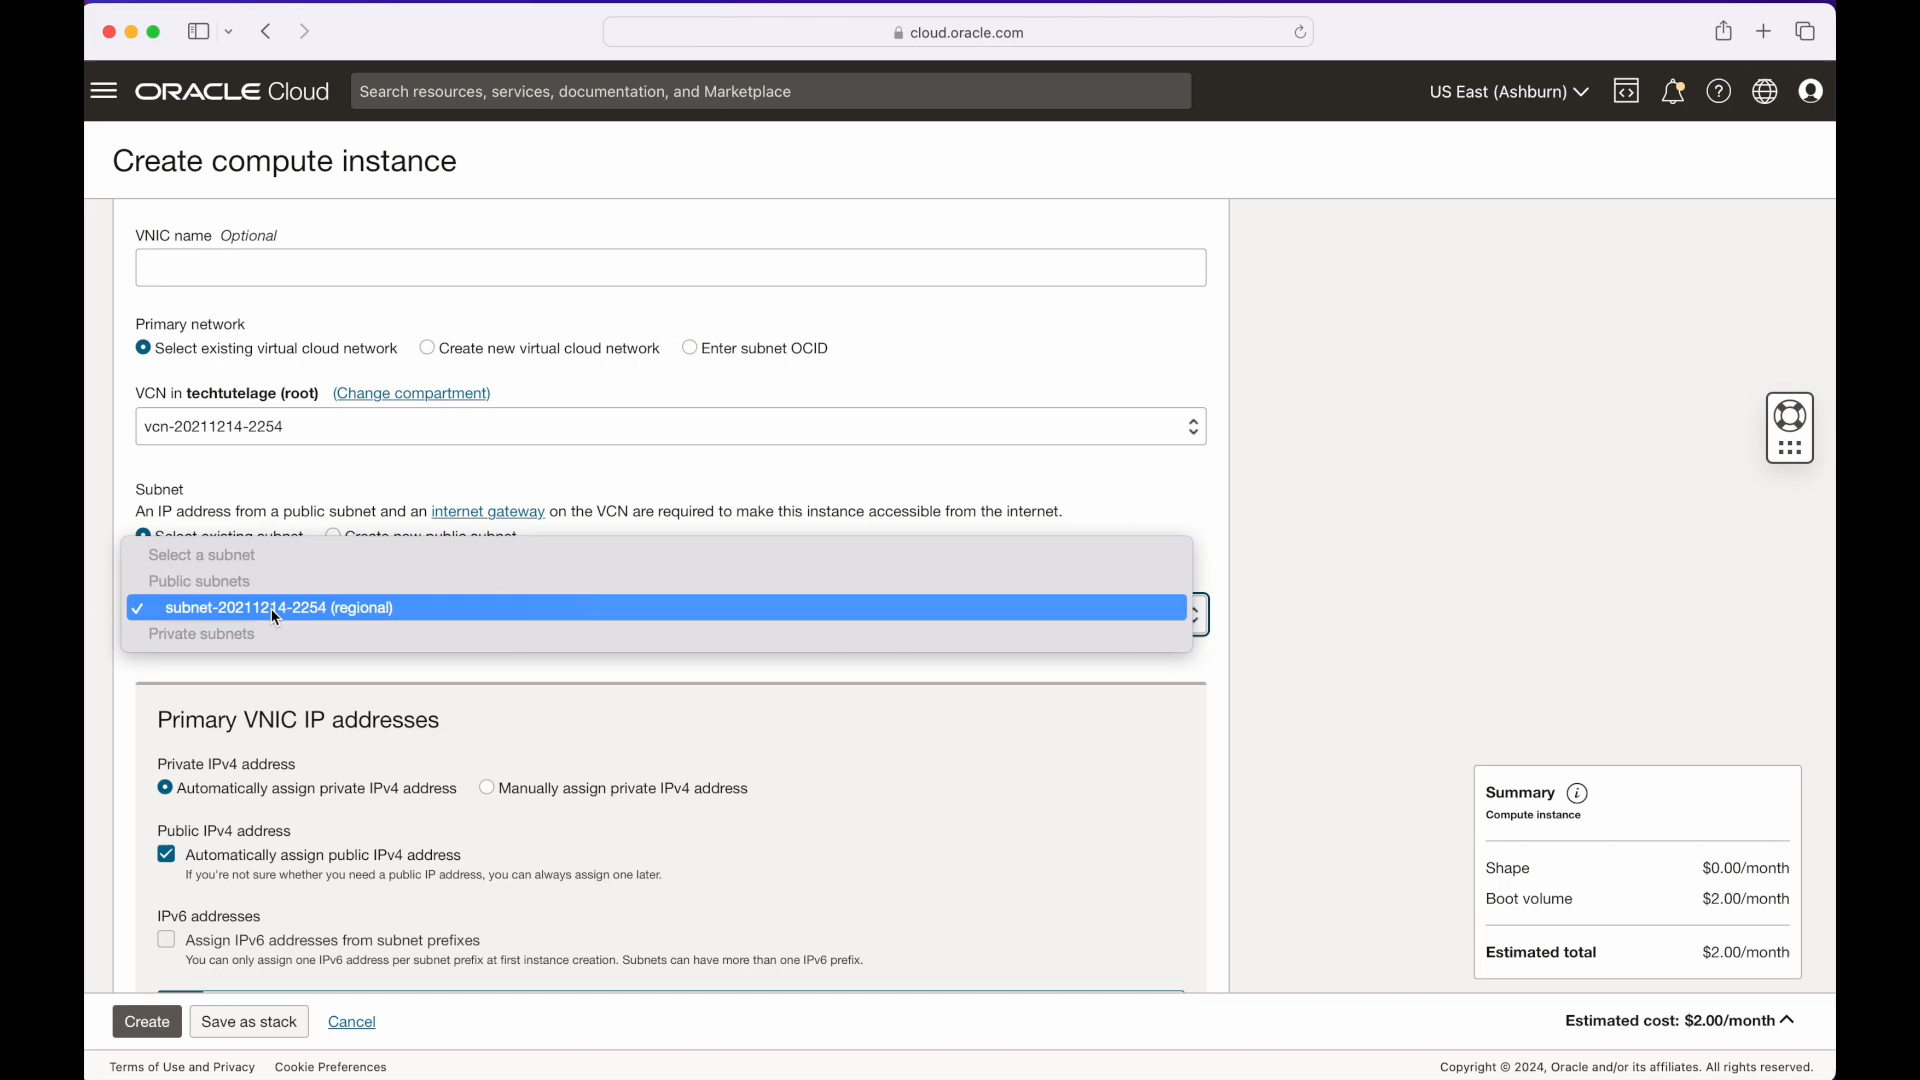 cloud.oracle.com
ORACLE Cloud
Search resources, services, documentation, and Marketplace
US East (Ashburn)
Create compute instance
VNIC name Optional
Primary network
Select existing virtual cloud network
Create new virtual cloud network
Enter subnet OCID
VCN in techtutelage (root) (Change compartment)
vcn-20211214-2254
Subnet
An IP address from a public subnet and an internet gateway on the VCN are required to make this instance accessible from the internet.
Select existing subnet
Create new public subnet
Select a subnet
Public subnets
subnet-20211214-2254 (regional)
Private subnets
Primary VNIC IP addresses
Private IPv4 address
Automatically assign private IPv4 address
Manually assign private IPv4 address
Public IPv4 address
Automatically assign public IPv4 address
If you're not sure whether you need a public IP address, you can always assign one later.
IPv6 addresses
Assign IPv6 addresses from subnet prefixes
You can only assign one IPv6 address per subnet prefix at first instance creation. Subnets can have more than one IPv6 prefix.
Summary
Compute instance
Shape $0.00/month
Boot volume $2.00/month
Estimated total $2.00/month
Create
Save as stack
Cancel
Estimated cost: $2.00/month
Terms of Use and Privacy
Cookie Preferences
Copyright © 2024, Oracle and/or its affiliates. All rights reserved.